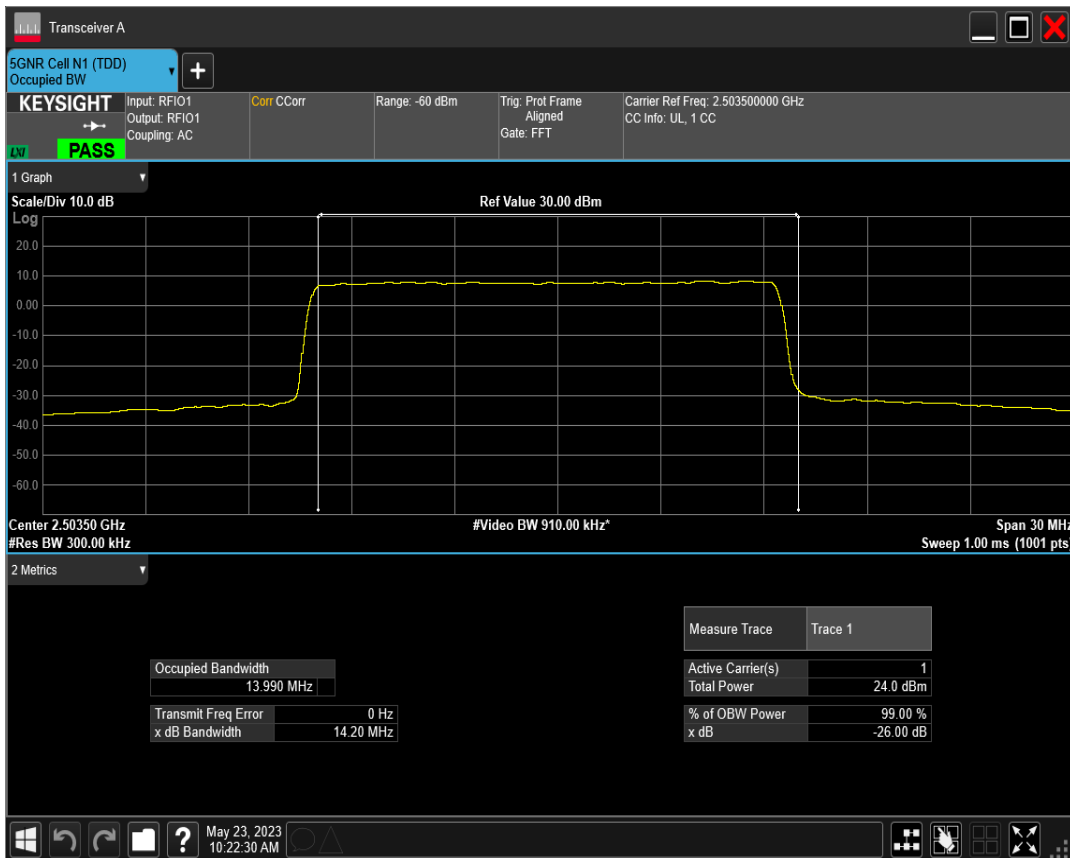 Transceiver A
5GNR Cell N1 (TDD)
Occupied BW
KEYSIGHT
LXI
PASS
Input: RFIO1
Output: RFIO1
Coupling: AC
Corr CCorr
Range: -60 dBm
Trig: Prot Frame
Aligned
Gate: FFT
Carrier Ref Freq: 2.503500000 GHz
CC Info: UL, 1 CC
1 Graph
Scale/Div 10.0 dB
Ref Value 30.00 dBm
Log
20.0
10.0
0.00
-10.0
-20.0
-30.0
-40.0
-50.0
-60.0
Center 2.50350 GHz
#Video BW 910.00 kHz*
Span 30 MHz
#Res BW 300.00 kHz
Sweep 1.00 ms (1001 pts)
2 Metrics
Measure Trace Trace 1
Occupied Bandwidth
13.990 MHz
Active Carrier(s) 1
Total Power 24.0 dBm
Transmit Freq Error 0 Hz
x dB Bandwidth 14.20 MHz
% of OBW Power 99.00 %
x dB -26.00 dB
?
May 23, 2023
10:22:30 AM